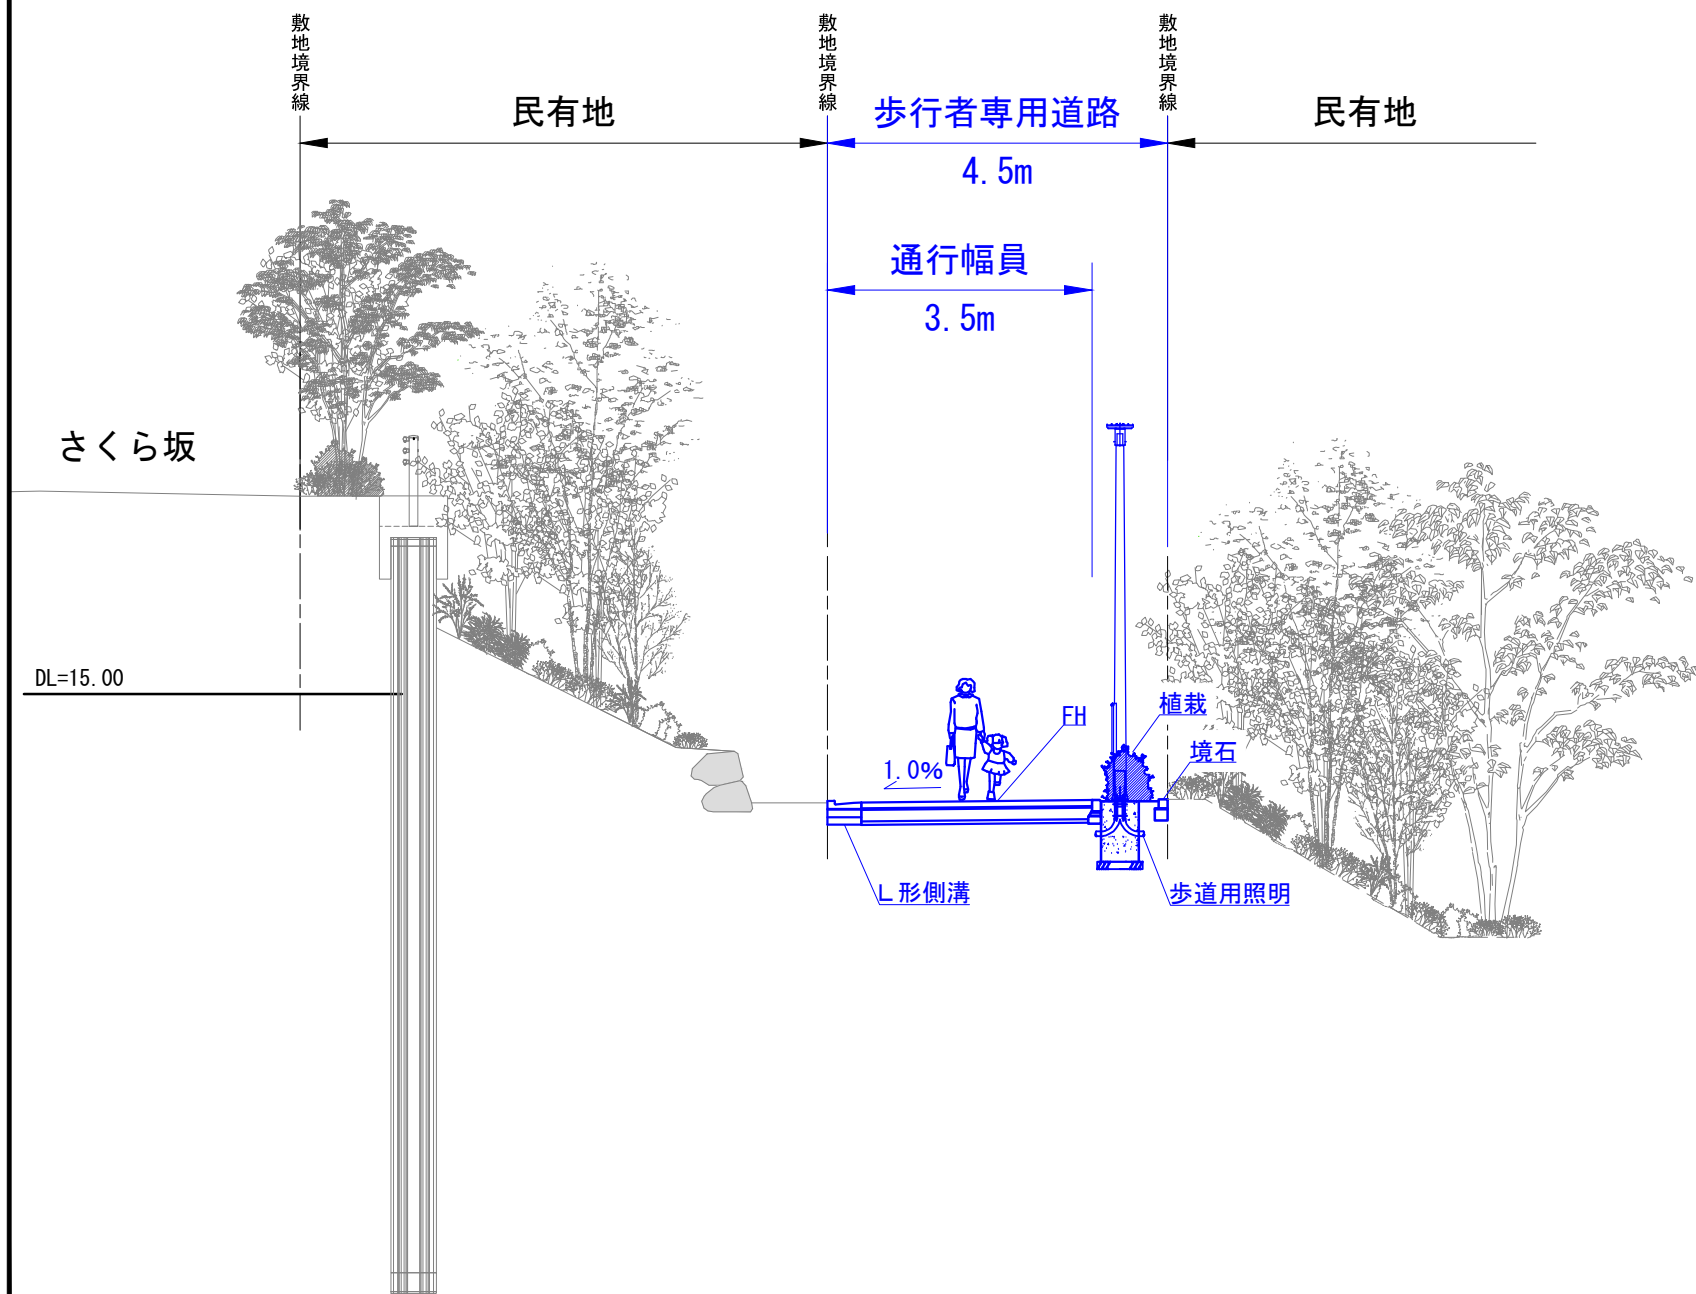 敷地境界線
敷地境界線
敷地境界線
民有地
歩行者専用道路
民有地
4.5m
通行幅員
3.5m
さくら坂
DL=15.00
FH
植栽
境石
1.0%
L形側溝
歩道用照明